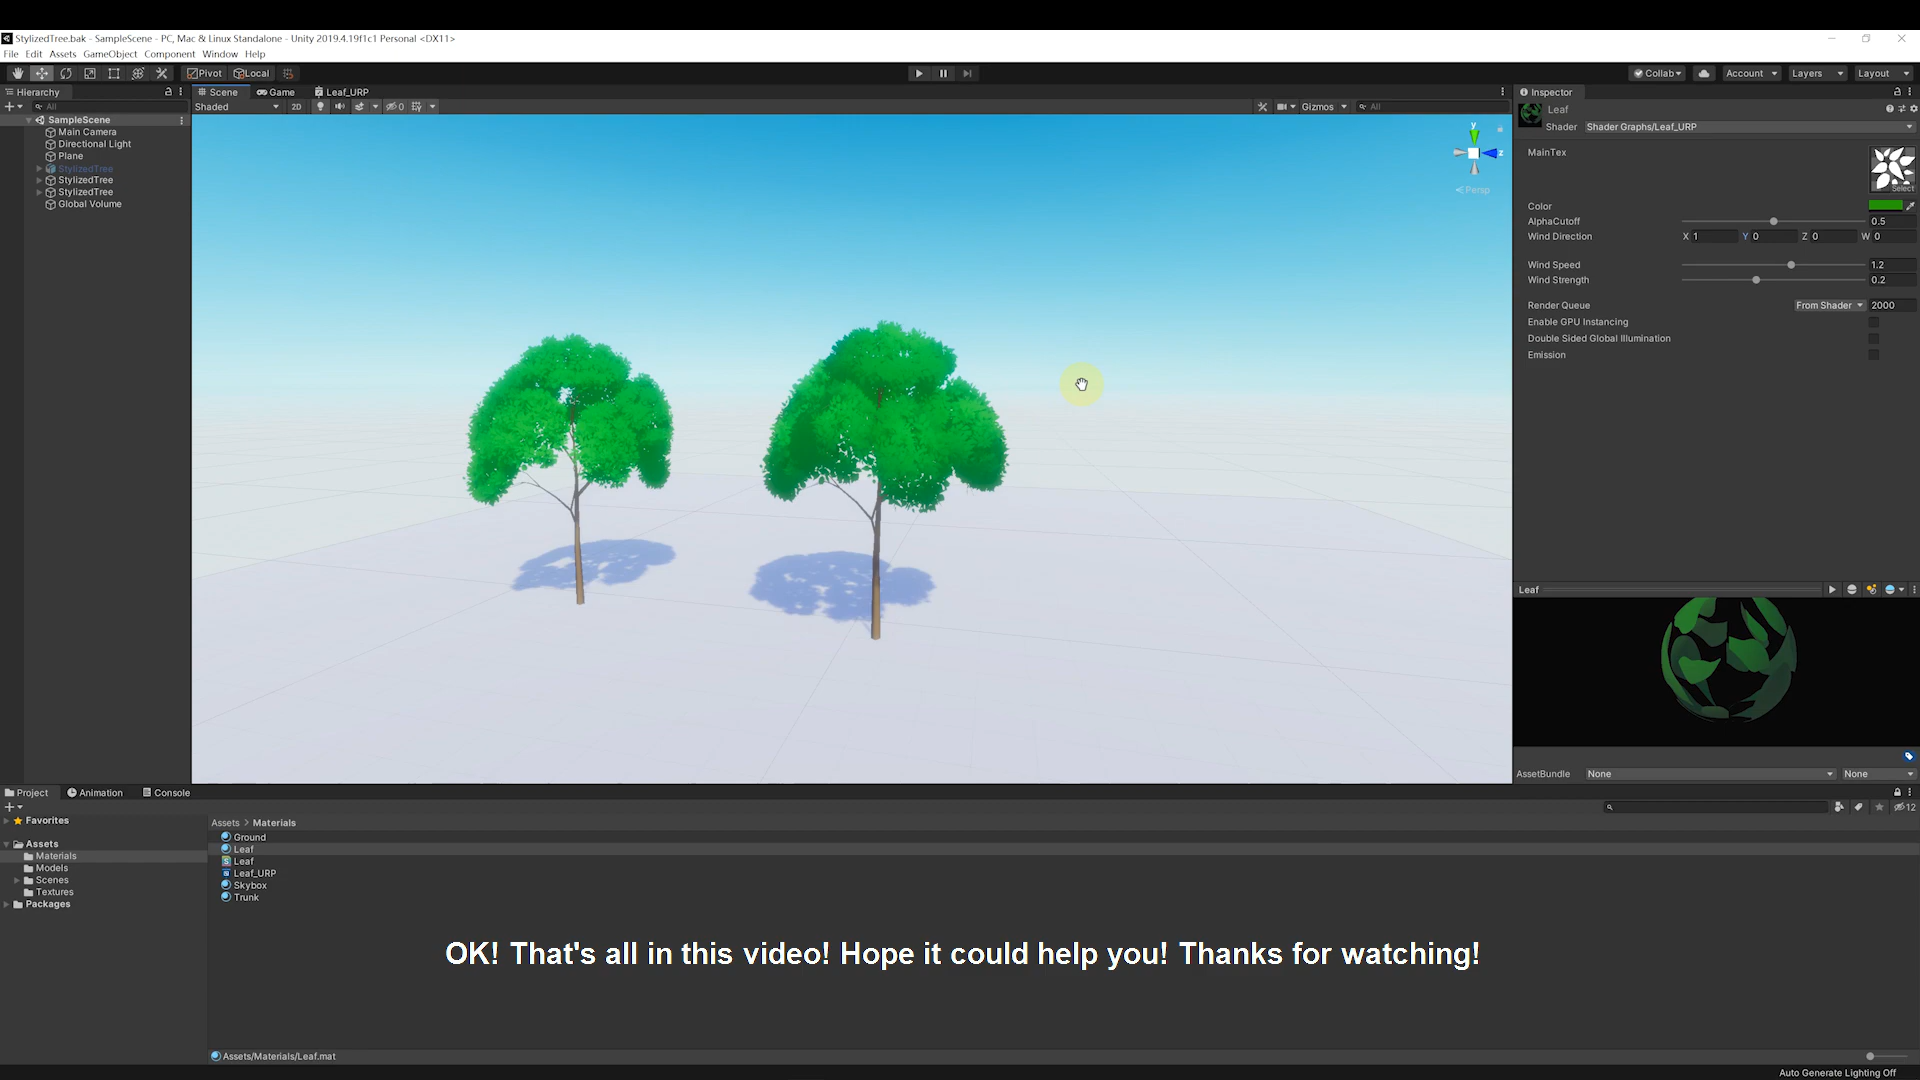 StylizedTree.bak - SampleScene - PC, Mac & Linux Standalone - Unity 2019.4.19f1c1 Personal <DX11>
File Edit Assets GameObject Component Window Help
Pivot Local Collab Account Layers Layout
Hierarchy Scene Game Leaf_URP Inspector
All Shaded 2D 0 Gizmos All
SampleScene
Main Camera
Directional Light
Plane
StylizedTree
StylizedTree
StylizedTree
Global Volume
y
z
Persp
Leaf
Shader Shader Graphs/Leaf_URP
MainTex
Select
Color
AlphaCutoff 0.5
Wind Direction X 1 Y 0 Z 0 W 0
Wind Speed 1.2
Wind Strength 0.2
Render Queue From Shader 2000
Enable GPU Instancing
Double Sided Global Illumination
Emission
Leaf
AssetBundle None None
Project Animation Console
12
Favorites
Assets
Materials
Models
Scenes
Textures
Packages
Assets > Materials
Ground
Leaf
Leaf
Leaf_URP
Skybox
Trunk
OK! That's all in this video! Hope it could help you! Thanks for watching!
Assets/Materials/Leaf.mat
Auto Generate Lighting Off